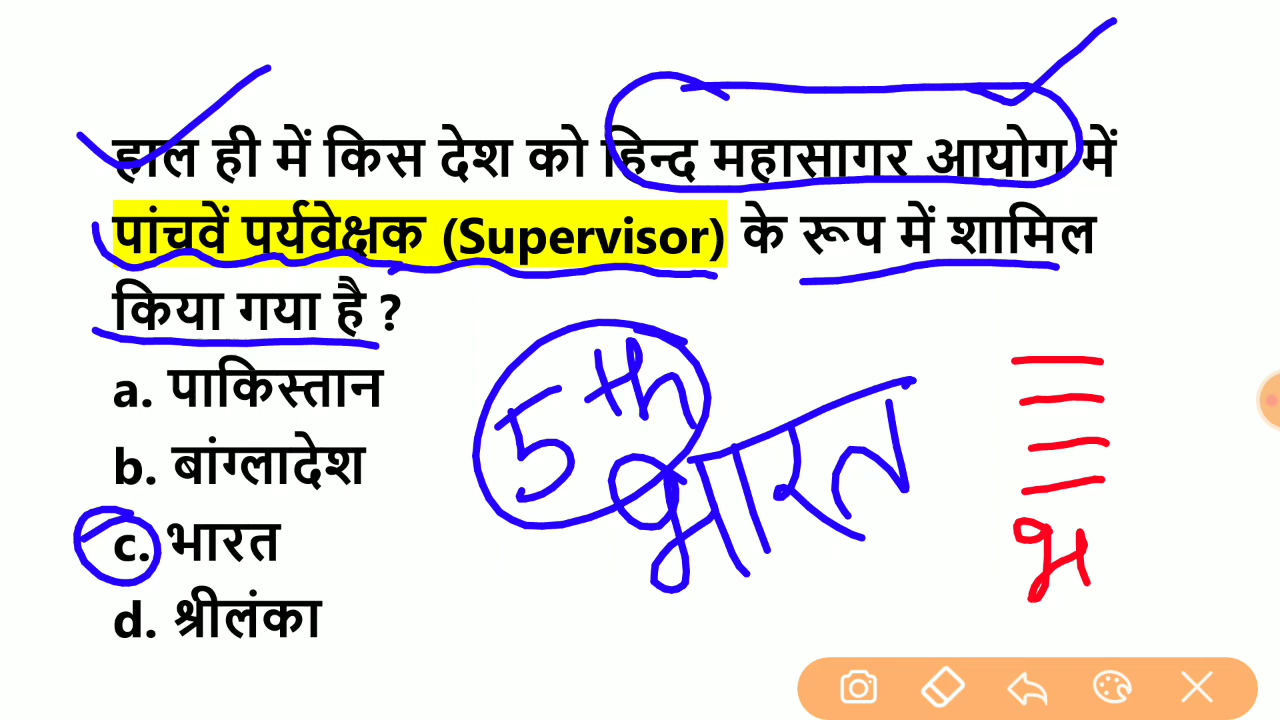 हाल ही में किस देश को हिन्द महासागर आयोग में
पांचवें पर्यवेक्षक (Supervisor) के रूप में शामिल
किया गया है ?
a. पाकिस्तान
b. बांग्लादेश
c. भारत
d. श्रीलंका
5th
भारत
भ